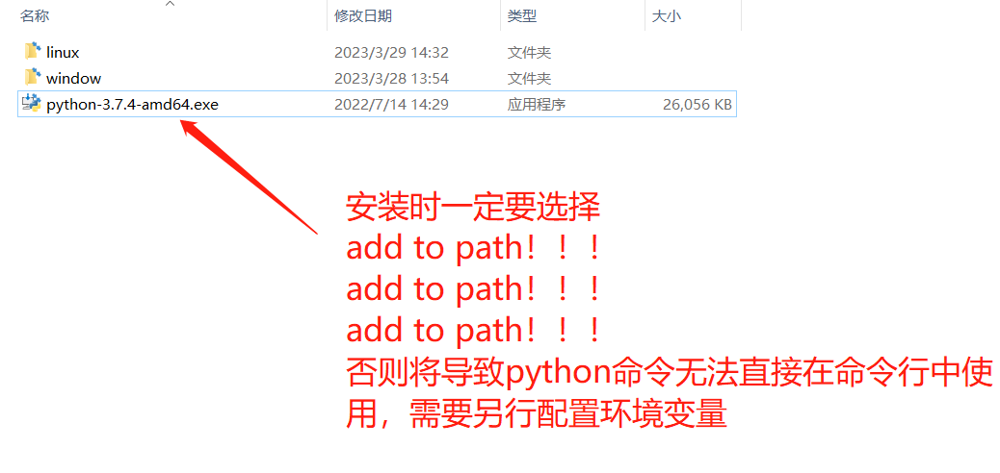 名称 修改日期 类型 大小
linux 2023/3/29 14:32 文件夹
window 2023/3/28 13:54 文件夹
python-3.7.4-amd64.exe 2022/7/14 14:29 应用程序 26,056 KB
安装时一定要选择
add to path！！！
add to path！！！
add to path！！！
否则将导致python命令无法直接在命令行中使
用，需要另行配置环境变量